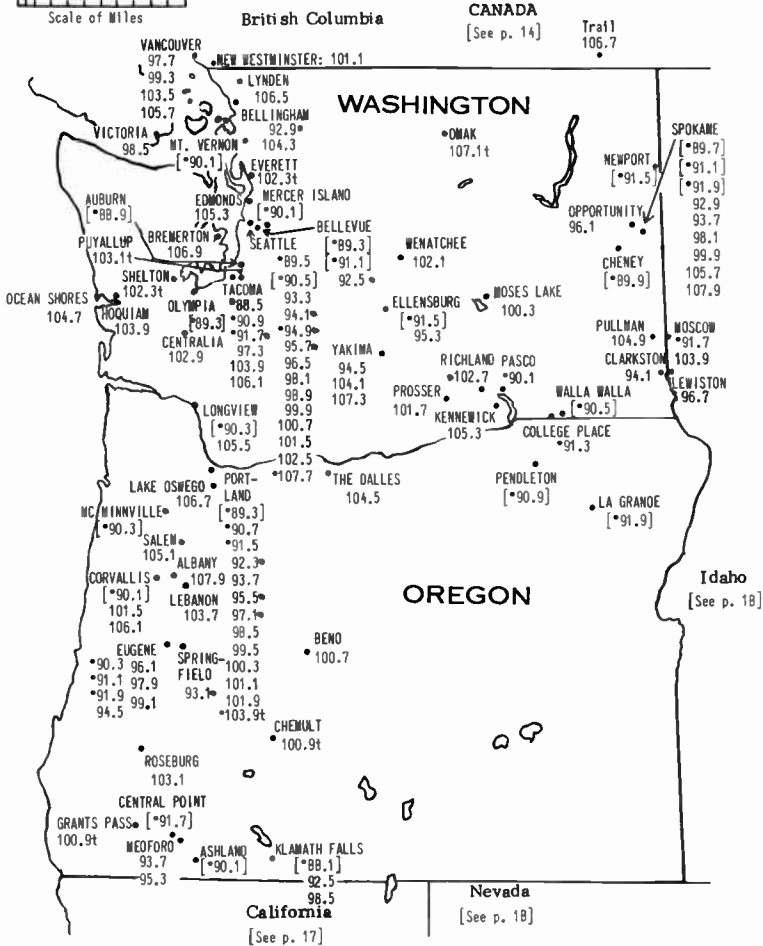 Scale of Miles
British Columbia
CANADA
[See p. 14]
Trail
106.7
VANCOUVER
97.7
99.3
103.5
105.7
NEW WESTMINSTER: 101.1
LYNDEN
106.5
WASHINGTON
BELLINGHAM
92.9
104.3
VICTORIA
98.5
MT. VERNON
[*90.1]
OMAK
107.1t
SPOKANE
[*89.7]
[*91.1]
[*91.9]
92.9
93.7
98.1
99.9
105.7
107.9
NEWPORT
[*91.5]
EVERETT
102.3t
AUBURN
[*88.9]
EDMONDS
105.3
MERCER ISLAND
[*90.1]
OPPORTUNITY
96.1
PUYALLUP
103.1t
BREMERTON
106.9
SEATTLE
*89.5
[*90.5]
93.3
94.1
94.9
95.7
96.5
98.1
98.9
99.9
100.7
101.5
102.5
107.7
BELLEVUE
[*89.3]
[*91.1]
92.5
WENATCHEE
102.1
CHENEY
[*89.9]
SHELTON
102.3t
OCEAN SHORES
104.7
HOQUIAM
103.9
OLYMPIA
[*89.3]
TACOMA
*88.5
*90.9
*91.7
97.3
103.9
106.1
ELLENSBURG
[*91.5]
95.3
MOSES LAKE
100.3
CENTRALIA
102.9
YAKIMA
94.5
104.1
107.3
PULLMAN
104.9
MOSCOW
*91.7
103.9
RICHLAND
102.7
PASCO
*90.1
CLARKSTON
94.1
LEWISTON
96.7
PROSSER
101.7
KENNEWICK
105.3
WALLA WALLA
[*90.5]
LONGVIEW
[*90.3]
105.5
COLLEGE PLACE
*91.3
LAKE OSWEGO
106.7
PORT-
LAND
[*89.3]
*90.7
*91.5
92.3
93.7
95.5
97.1
98.5
99.5
100.3
101.1
101.9
*103.9t
THE DALLES
104.5
PENDLETON
[*90.9]
LA GRANDE
[*91.9]
MC MINNVILLE
[*90.3]
SALEM
105.1
ALBANY
107.9
CORVALLIS
[*90.1]
101.5
106.1
LEBANON
103.7
OREGON
Idaho
[See p. 18]
EUGENE
*90.3 96.1
*91.1 97.9
*91.9 99.1
94.5
SPRING-
FIELD
93.1
BEND
100.7
CHEMULT
100.9t
ROSEBURG
103.1
CENTRAL POINT
[*91.7]
GRANTS PASS
100.9t
MEDFORD
93.7
95.3
ASHLAND
[*90.1]
KLAMATH FALLS
[*88.1]
92.5
98.5
California
[See p. 17]
Nevada
[See p. 18]